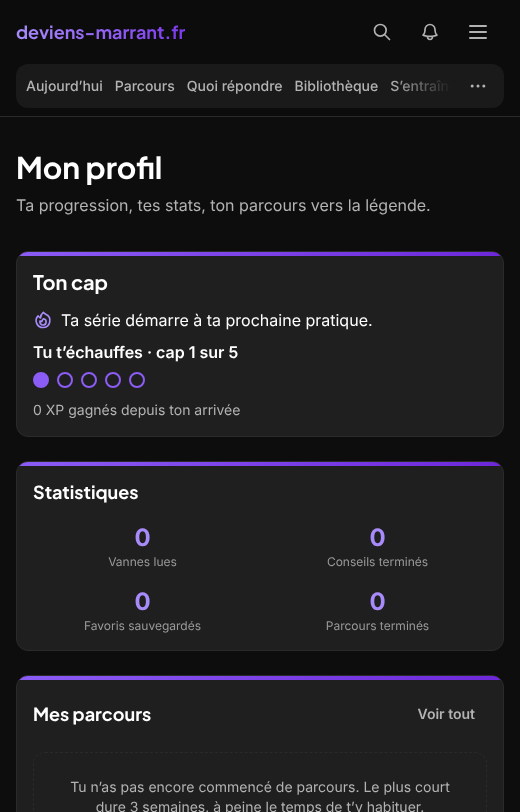 deviens-marrant.fr
Aujourd’hui Parcours Quoi répondre Bibliothèque S’entraîn
Mon profil
Ta progression, tes stats, ton parcours vers la légende.
Ton cap
Ta série démarre à ta prochaine pratique.
Tu t’échauffes · cap 1 sur 5
0 XP gagnés depuis ton arrivée
Statistiques
0 0
Vannes lues Conseils terminés
0 0
Favoris sauvegardés Parcours terminés
Mes parcours Voir tout
Tu n’as pas encore commencé de parcours. Le plus court
dure 3 semaines, à peine le temps de t’y habituer.